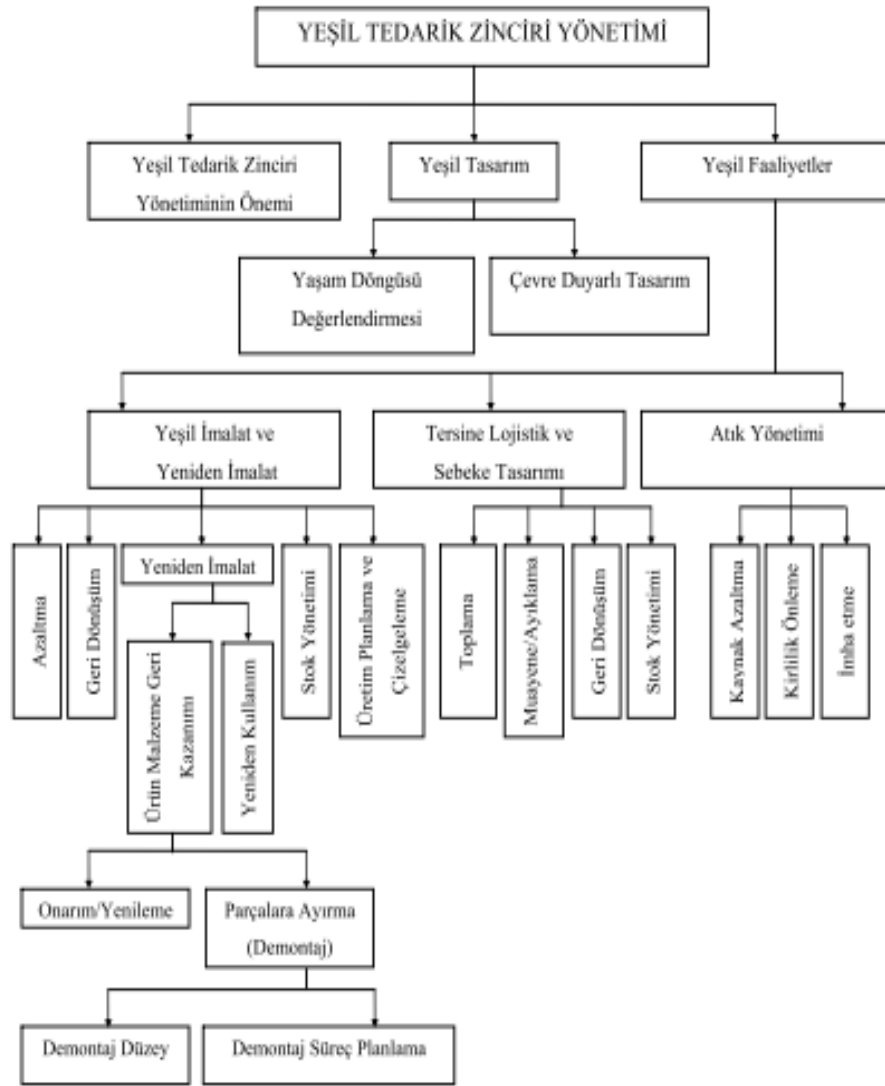 YEŞİL TEDARİK ZİNCİRİ YÖNETİMİ
Yeşil Tedarik Zinciri
Yönetiminin Önemi
Yeşil Tasarım
Yeşil Faaliyetler
Yaşam Döngüsü
Değerlendirmesi
Çevre Duyarlı Tasarım
Yeşil İmalat ve
Yeniden İmalat
Tersine Lojistik ve
Sebeke Tasarımı
Atık Yönetimi
Azaltma
Geri Dönüşüm
Yeniden İmalat
Stok Yönetimi
Üretim Planlama ve
Çizelgeleme
Toplama
Muayene/Ayıklama
Geri Dönüşüm
Stok Yönetimi
Kaynak Azaltma
Kirlilik Önleme
İmha etme
Ürün Malzeme Geri
Kazanımı
Yeniden Kullanım
Onarım/Yenileme
Parçalara Ayırma
(Demontaj)
Demontaj Düzey
Demontaj Süreç Planlama